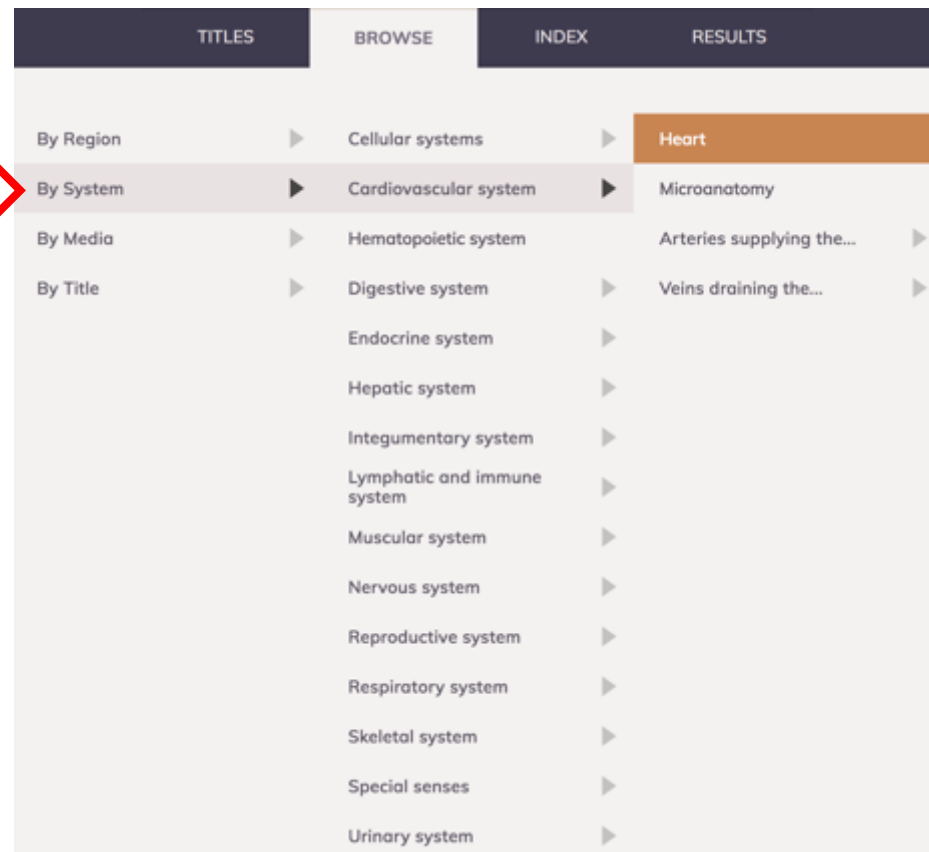 TITLES
BROWSE
INDEX
RESULTS
By Region
By System
By Media
By Title
Cellular systems
Cardiovascular system
Hematopoietic system
Digestive system
Endocrine system
Hepatic system
Integumentary system
Lymphatic and immune
system
Muscular system
Nervous system
Reproductive system
Respiratory system
Skeletal system
Special senses
Urinary system
Heart
Microanatomy
Arteries supplying the...
Veins draining the...